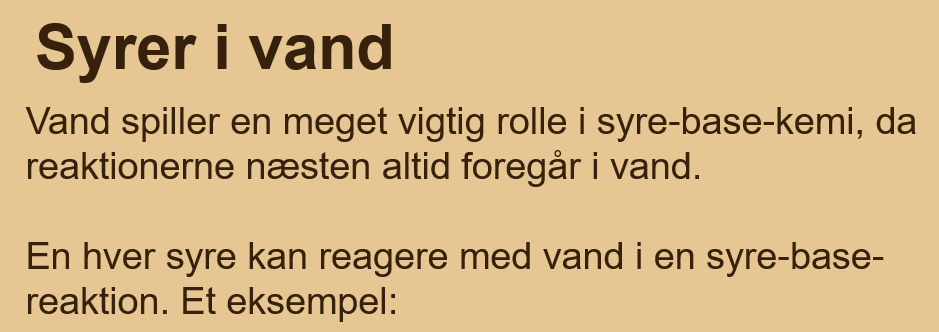 Syrer i vand
Vand spiller en meget vigtig rolle i syre-base-kemi, da
reaktionerne næsten altid foregår i vand.
En hver syre kan reagere med vand i en syre-base-
reaktion. Et eksempel: